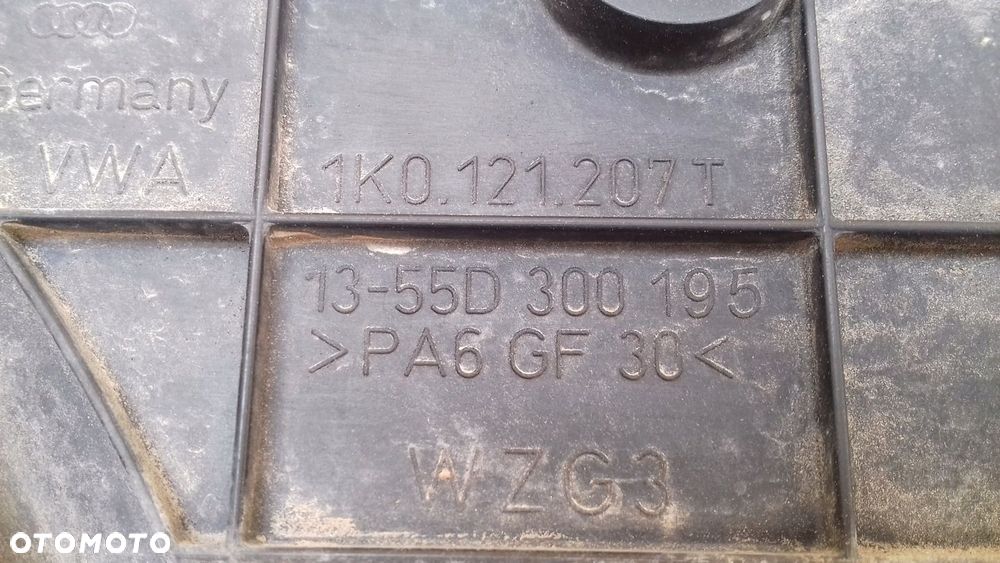 Germany
VWA
1K0.121.207 T
13-55D 300 195
>PA6 GF 30<
WZG3
OTOMOTO